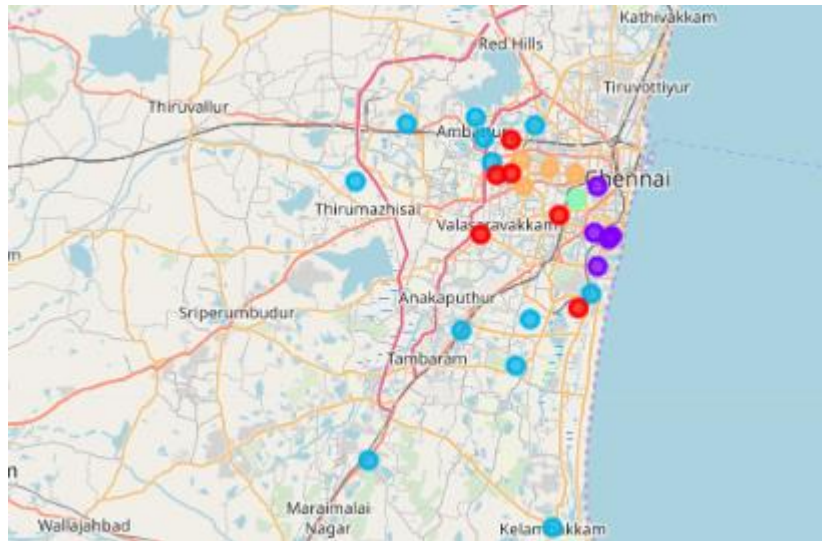 Kathivakkam
Red Hills
Tiruvottiyur
Thiruvallur
Chennai
Thirumazhisai
Valasaravakkam
Anakaputhur
Sriperumbudur
Tambaram
Maraimalai
Nagar
Wallajahbad